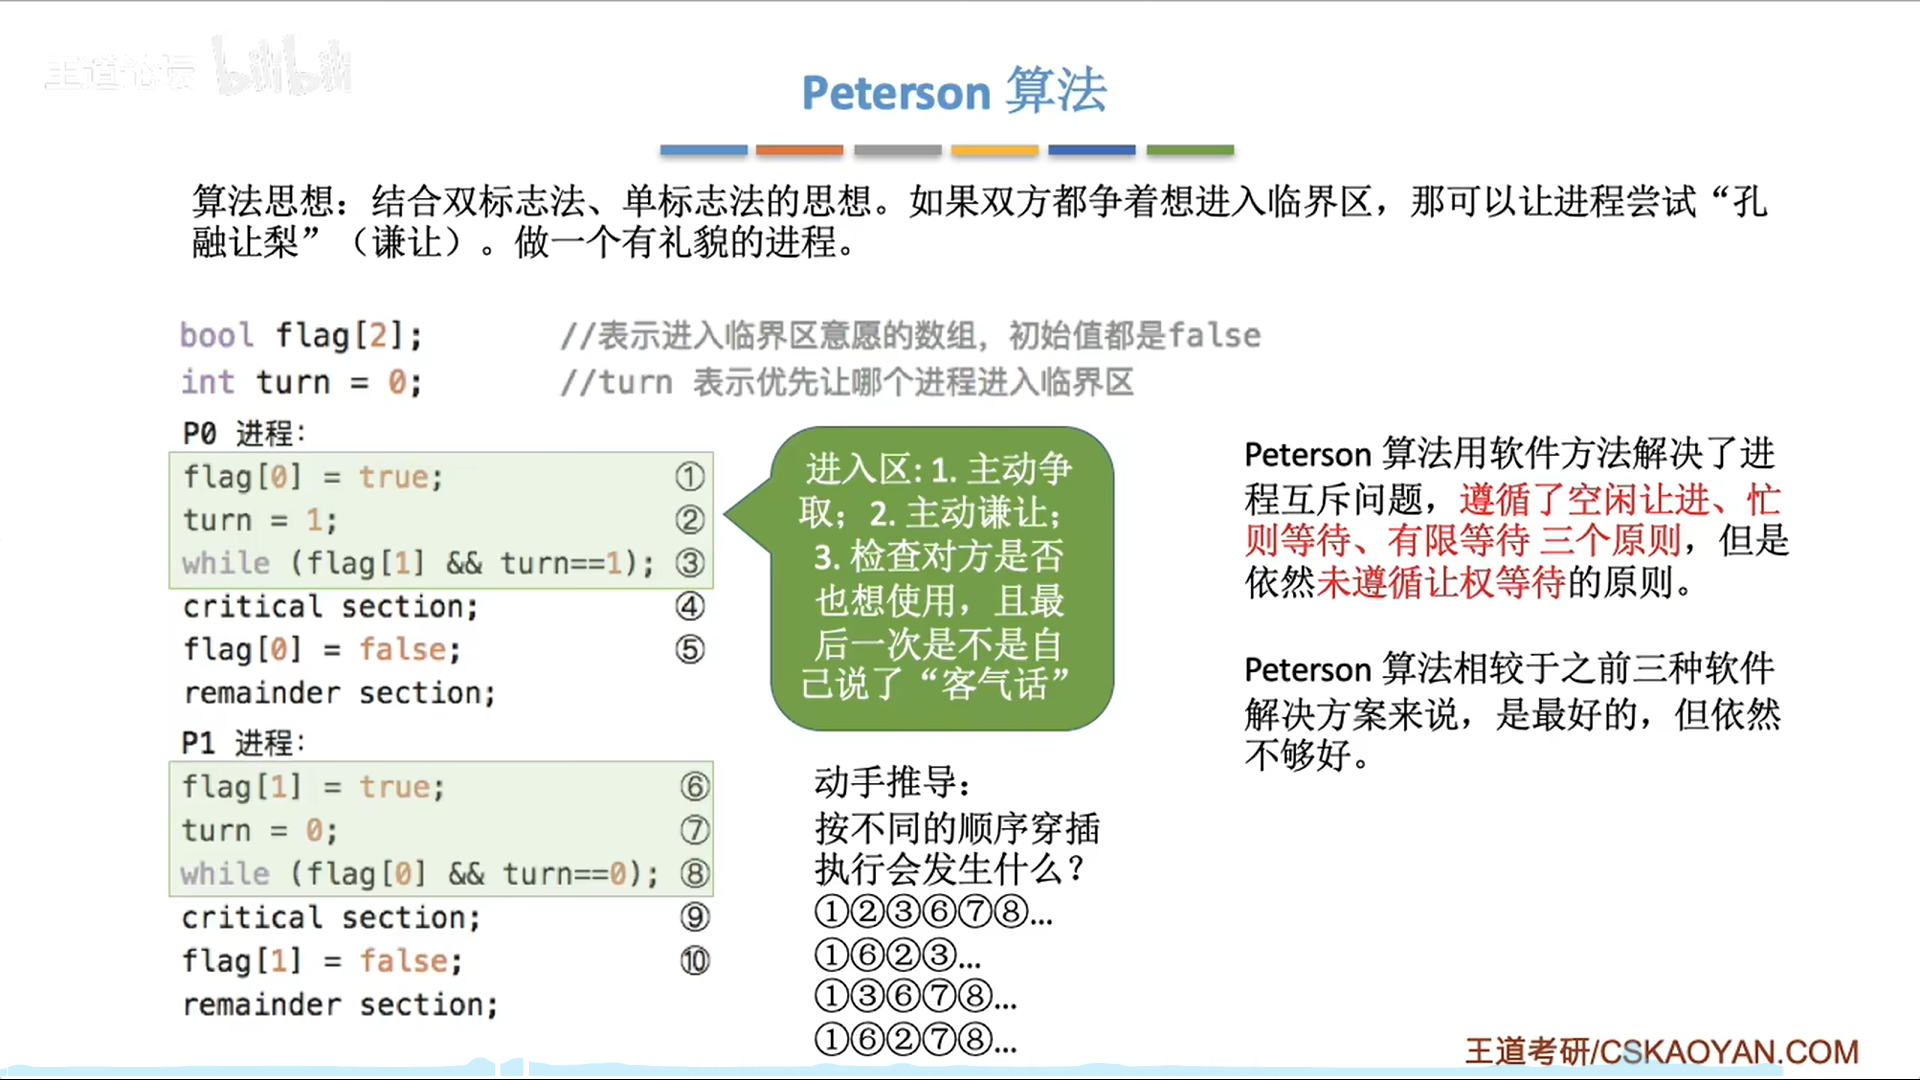 王道论坛 bilibili
Peterson 算法
算法思想：结合双标志法、单标志法的思想。如果双方都争着想进入临界区，那可以让进程尝试“孔
融让梨”（谦让）。做一个有礼貌的进程。
bool flag[2]; //表示进入临界区意愿的数组，初始值都是false
int turn = 0; //turn 表示优先让哪个进程进入临界区
P0 进程：
flag[0] = true; ①
turn = 1; ②
while (flag[1] && turn==1); ③
critical section; ④
flag[0] = false; ⑤
remainder section;
P1 进程：
flag[1] = true; ⑥
turn = 0; ⑦
while (flag[0] && turn==0); ⑧
critical section; ⑨
flag[1] = false; ⑩
remainder section;
进入区: 1. 主动争
取；2. 主动谦让；
3. 检查对方是否
也想使用，且最
后一次是不是自
己说了“客气话”
动手推导：
按不同的顺序穿插
执行会发生什么？
①②③⑥⑦⑧...
①⑥②③...
①③⑥⑦⑧...
①⑥②⑦⑧...
Peterson 算法用软件方法解决了进
程互斥问题，遵循了空闲让进、忙
则等待、有限等待 三个原则，但是
依然未遵循让权等待的原则。
Peterson 算法相较于之前三种软件
解决方案来说，是最好的，但依然
不够好。
王道考研/CSKAOYAN.COM